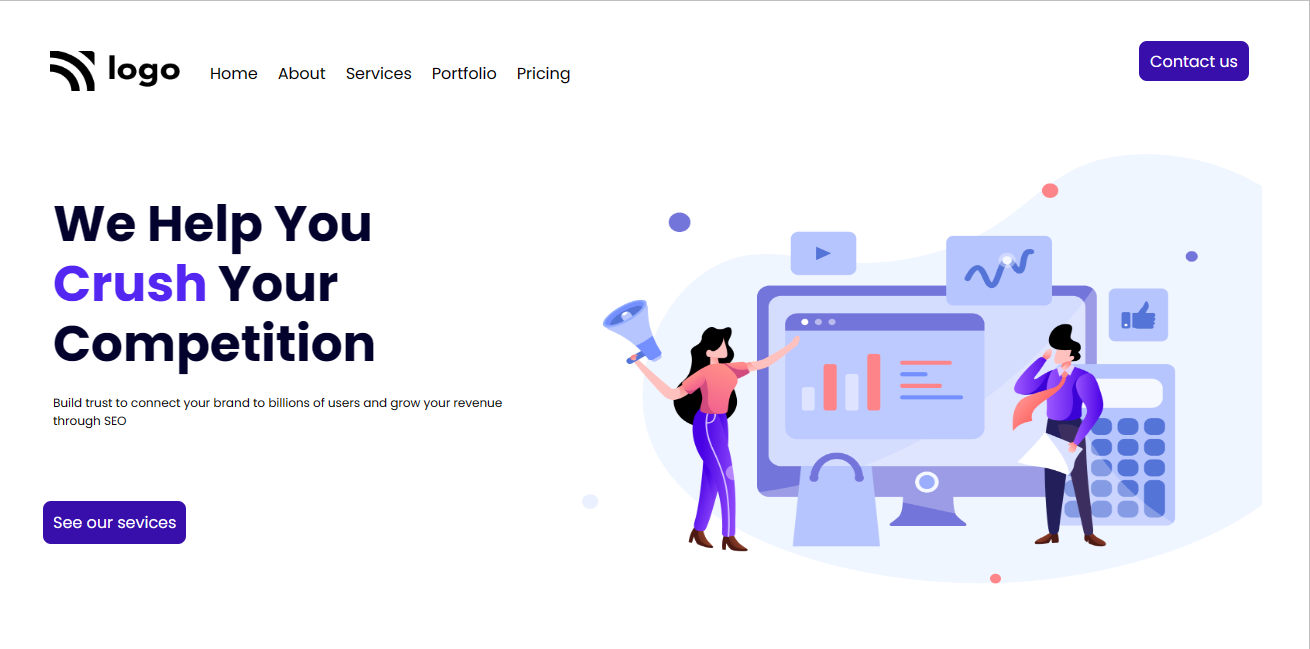 logo
Home About Services Portfolio Pricing
Contact us
We Help You
Crush Your
Competition
Build trust to connect your brand to billions of users and grow your revenue
through SEO
See our sevices